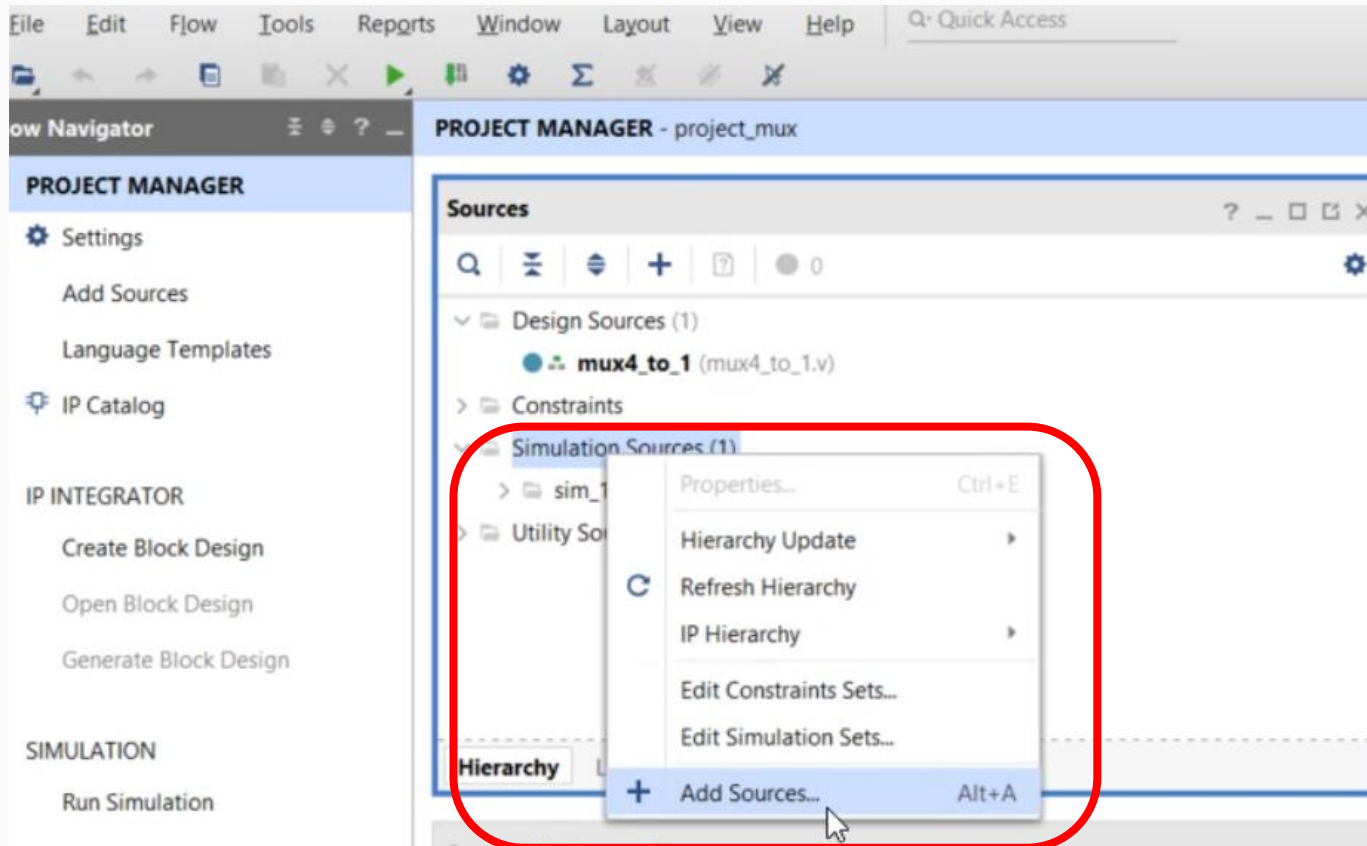 File Edit Flow Tools Reports Window Layout View Help Quick Access
ow Navigator ? _
PROJECT MANAGER - project_mux
PROJECT MANAGER
Settings
Add Sources
Language Templates
IP Catalog
IP INTEGRATOR
Create Block Design
Open Block Design
Generate Block Design
SIMULATION
Run Simulation
Sources ?
0
Design Sources (1)
mux4_to_1 (mux4_to_1.v)
Constraints
Simulation Sources (1)
sim_1
Utility So
Hierarchy L
Properties... Ctrl+E
Hierarchy Update
Refresh Hierarchy
IP Hierarchy
Edit Constraints Sets...
Edit Simulation Sets...
Add Sources... Alt+A